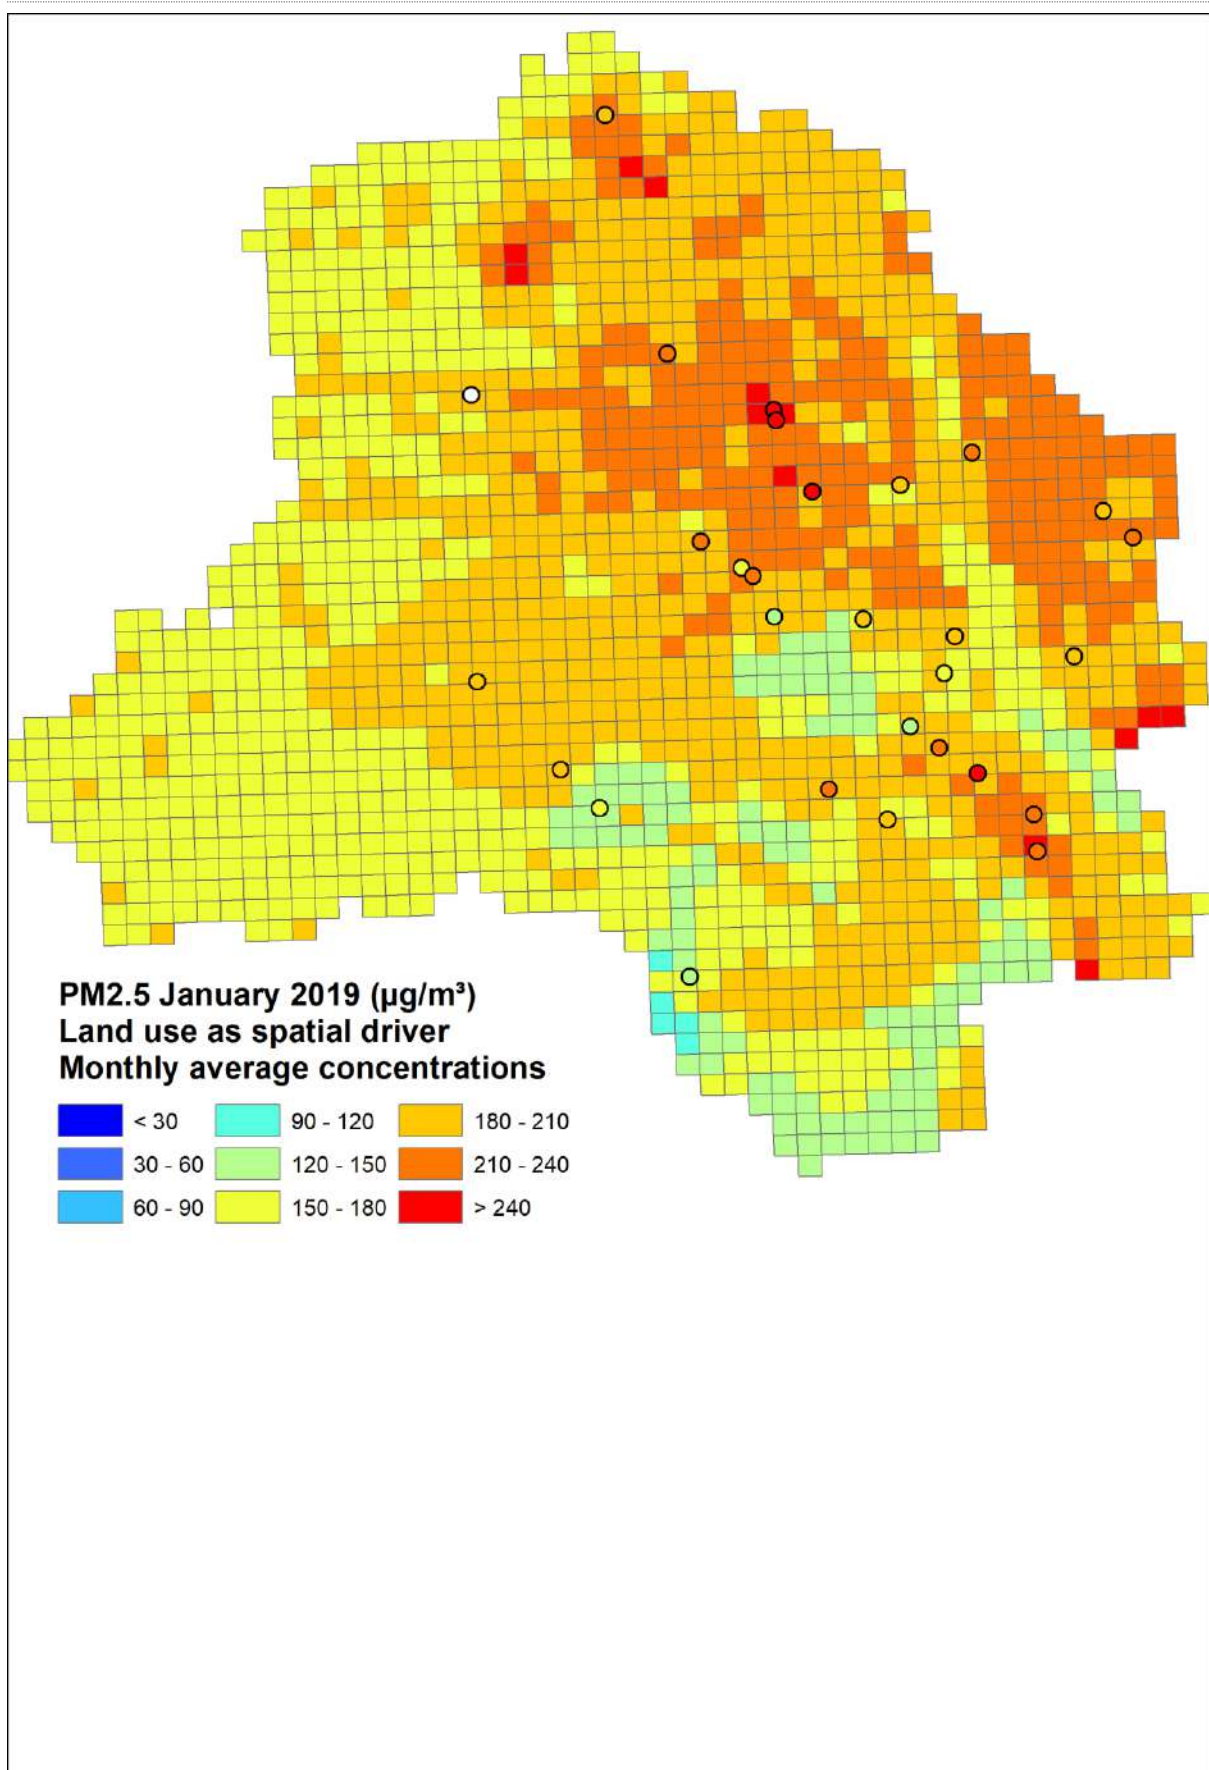 PM2.5 January 2019 (µg/m³)
Land use as spatial driver
Monthly average concentrations
< 30 90 - 120 180 - 210
30 - 60 120 - 150 210 - 240
60 - 90 150 - 180 > 240